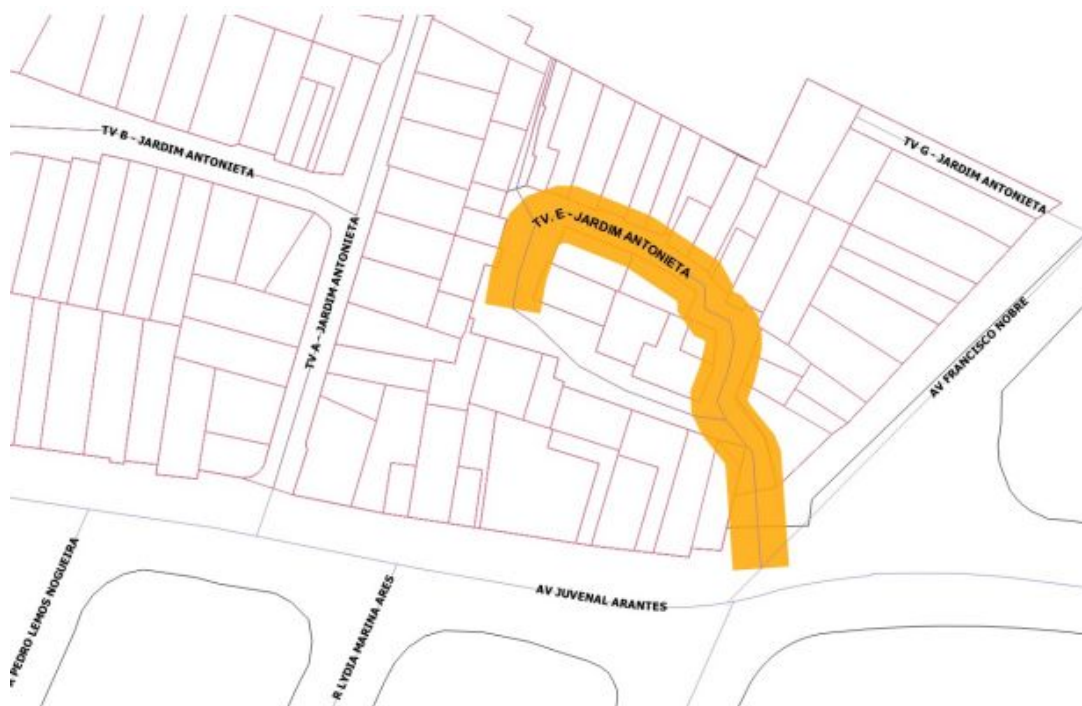 TV B - JARDIM ANTONIETA
TV G - JARDIM ANTONIETA
TV. E - JARDIM ANTONIETA
TV A - JARDIM ANTONIETA
AV FRANCISCO NOBRE
PEDRO LEMOS NOGUEIRA
R LYDIA MARINA ARES
AV JUVENAL ARANTES